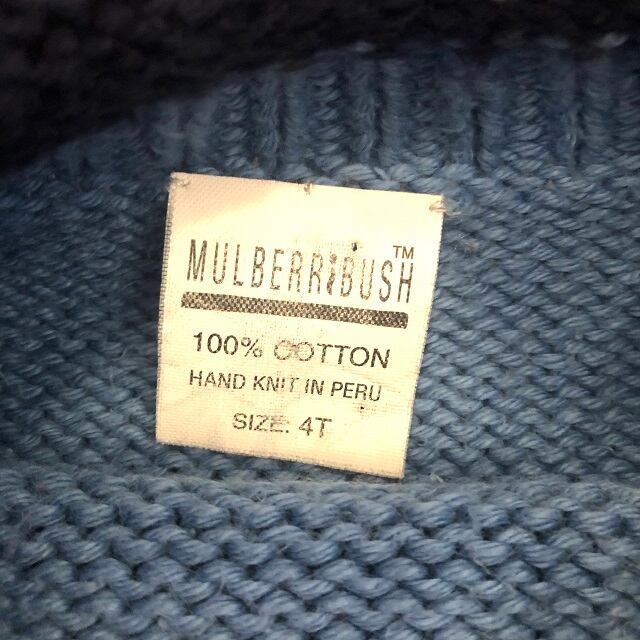 MULBERRiBUSH™
100% COTTON
HAND KNIT IN PERU
SIZE: 4T